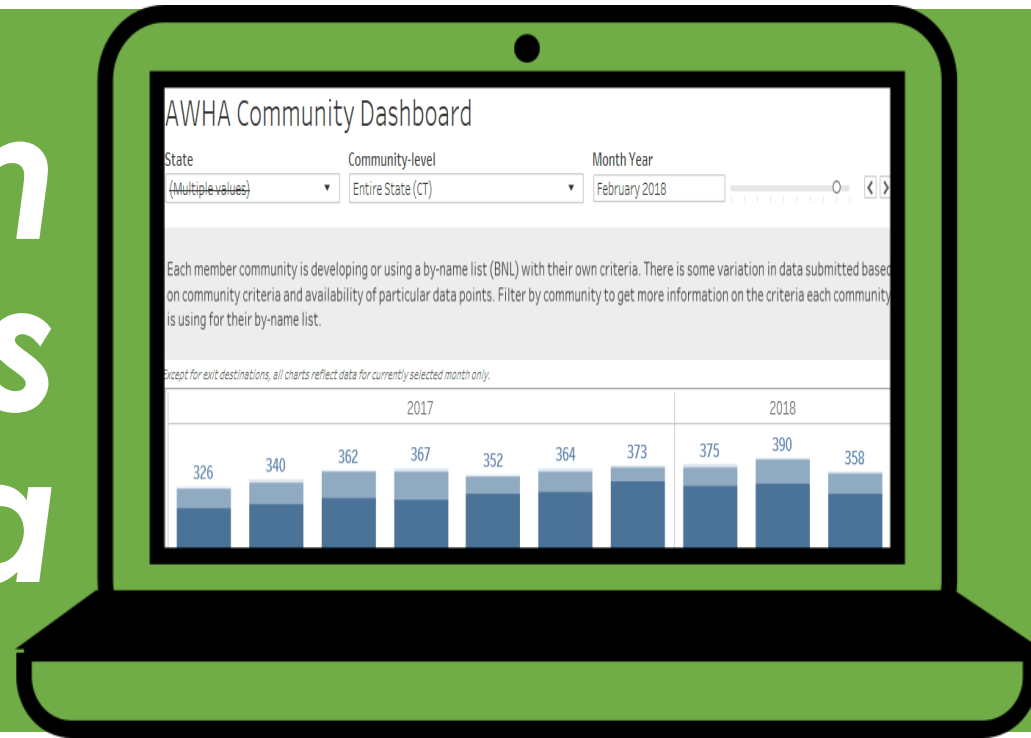 n
s
a
AWHA Community Dashboard
State Community-level Month Year
(Multiple values) Entire State (CT) February 2018
Each member community is developing or using a by-name list (BNL) with their own criteria. There is some variation in data submitted based
on community criteria and availability of particular data points. Filter by community to get more information on the criteria each community
is using for their by-name list.
Except for exit destinations, all charts reflect data for currently selected month only.
2017 2018
326 340 362 367 352 364 373 375 390 358